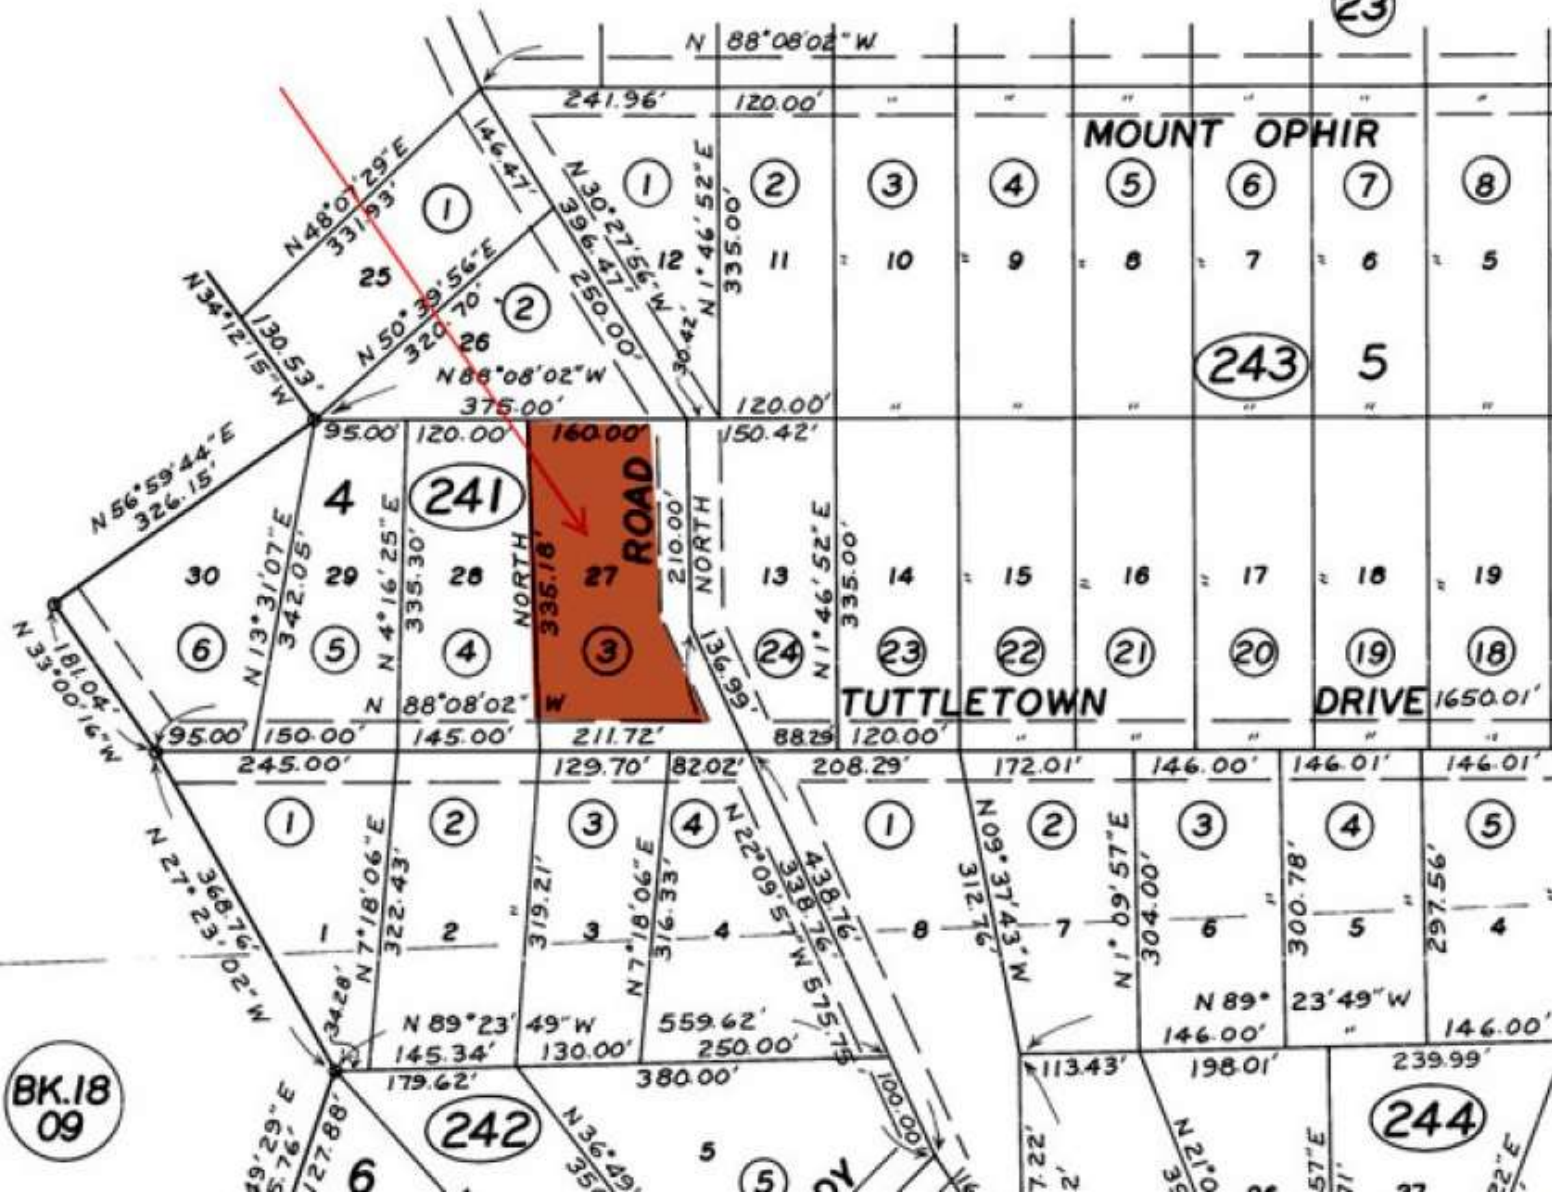 23
N 88°08'02" W
241.96' 120.00' " " " " " "
MOUNT OPHIR
146.47'
N 30°27'56" W
396.47'
250.00'
30.42'
N 1°46'52" E
335.00'
1 2 3 4 5 6 7 8
12 11 " 10 " 9 " 8 " 7 " 6 " 5
243 5
N 48°07'29" E
331.93'
1
25
N 50°39'56" E
320.70'
2
26
N 34°12'15" W
130.53'
N 88°08'02" W
375.00'
120.00' " " " " " "
95.00' 120.00' 160.00' 150.42'
N 56°59'44" E
326.15'
4 241
ROAD
210.00'
NORTH
N 13°31'07" E
342.05'
N 4°16'25" E
335.30'
NORTH
335.18'
N 1°46'52" E
335.00'
30 29 28 27 13 14 " 15 " 16 " 17 " 18 " 19
6 5 4 3 24 23 22 21 20 19 18
136.99'
181.04'
N 33°00'16" W
N 88°08'02" W
TUTTLETOWN DRIVE 1650.01'
95.00' 150.00' 145.00' 211.72' 88.29' 120.00' " " " " "
245.00' 129.70' 82.02' 208.29' 172.01' 146.00' 146.01' 146.01'
1 2 3 4 1 2 3 4 5
N 27°23'02" W
368.76'
N 7°18'06" E
322.43'
"
319.21'
N 7°18'06" E
316.33'
N 22°09'57" W 575.75'
338.76'
438.76'
N 09°37'43" W
312.76'
N 1°09'57" E
304.00'
"
300.78'
"
297.56'
"
1 2 3 4 8 7 6 5 4
34.28'
N 89°23'49" W 559.62'
N 89°23'49" W
145.34' 130.00' 250.00'
146.00' " 146.00'
179.62' 380.00' 100.00' 113.43' 198.01' 239.99'
BK.18
09
242
244
127.88'
6
N 36°49'
5
5